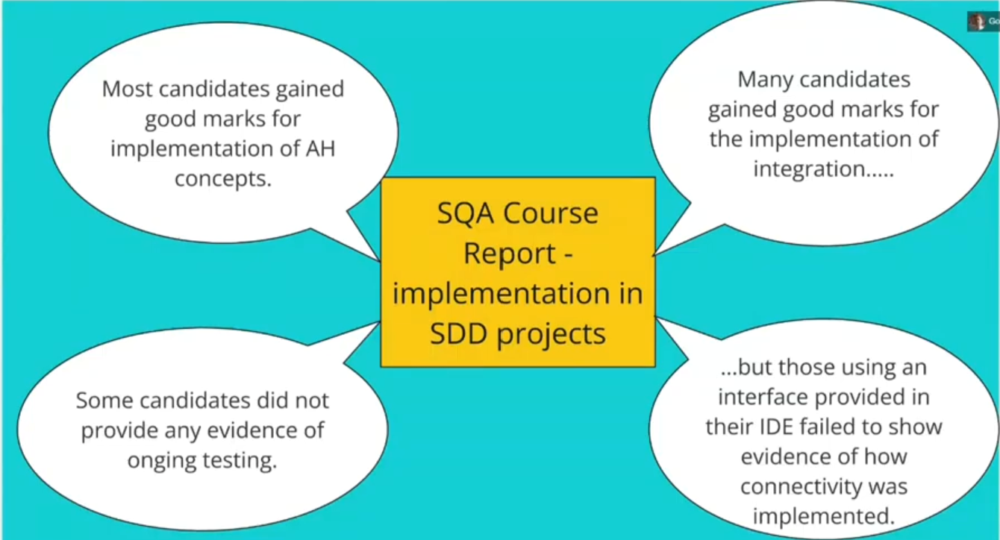 Most candidates gained
good marks for
implementation of AH
concepts.
Many candidates
gained good marks for
the implementation of
integration.....
SQA Course
Report -
implementation in
SDD projects
Some candidates did not
provide any evidence of
onging testing.
...but those using an
interface provided in
their IDE failed to show
evidence of how
connectivity was
implemented.
Go